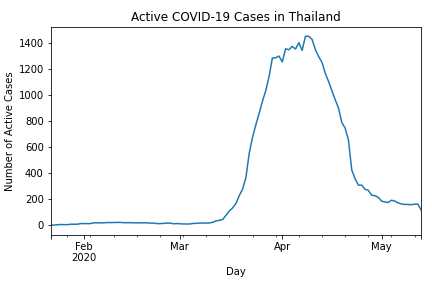 Active COVID-19 Cases in Thailand
Number of Active Cases
1400
1200
1000
800
600
400
200
0
Feb
2020
Mar
Apr
May
Day